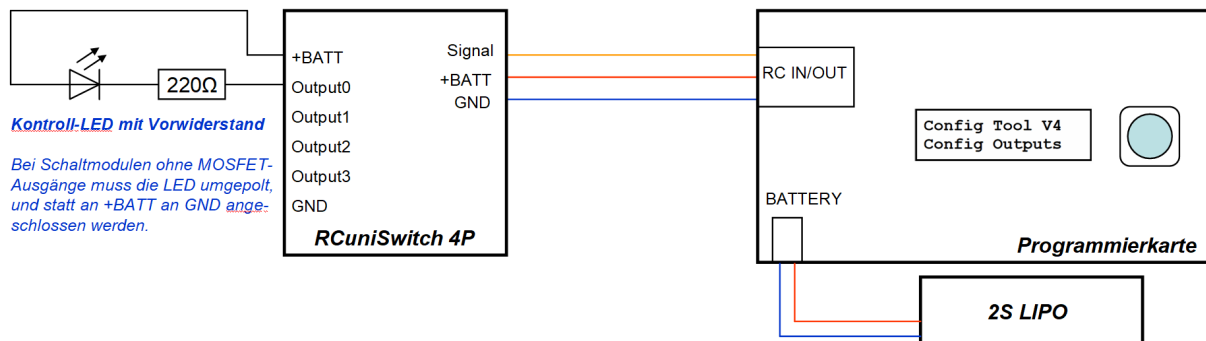 +BATT
Output0
Output1
Output2
Output3
GND
Signal
+BATT
GND
RCuniSwitch 4P
220Ω
Kontroll-LED mit Vorwiderstand
Bei Schaltmodulen ohne MOSFET-
Ausgänge muss die LED umgepolt,
und statt an +BATT an GND ange-
schlossen werden.
RC IN/OUT
Config Tool V4
Config Outputs
BATTERY
Programmierkarte
2S LIPO